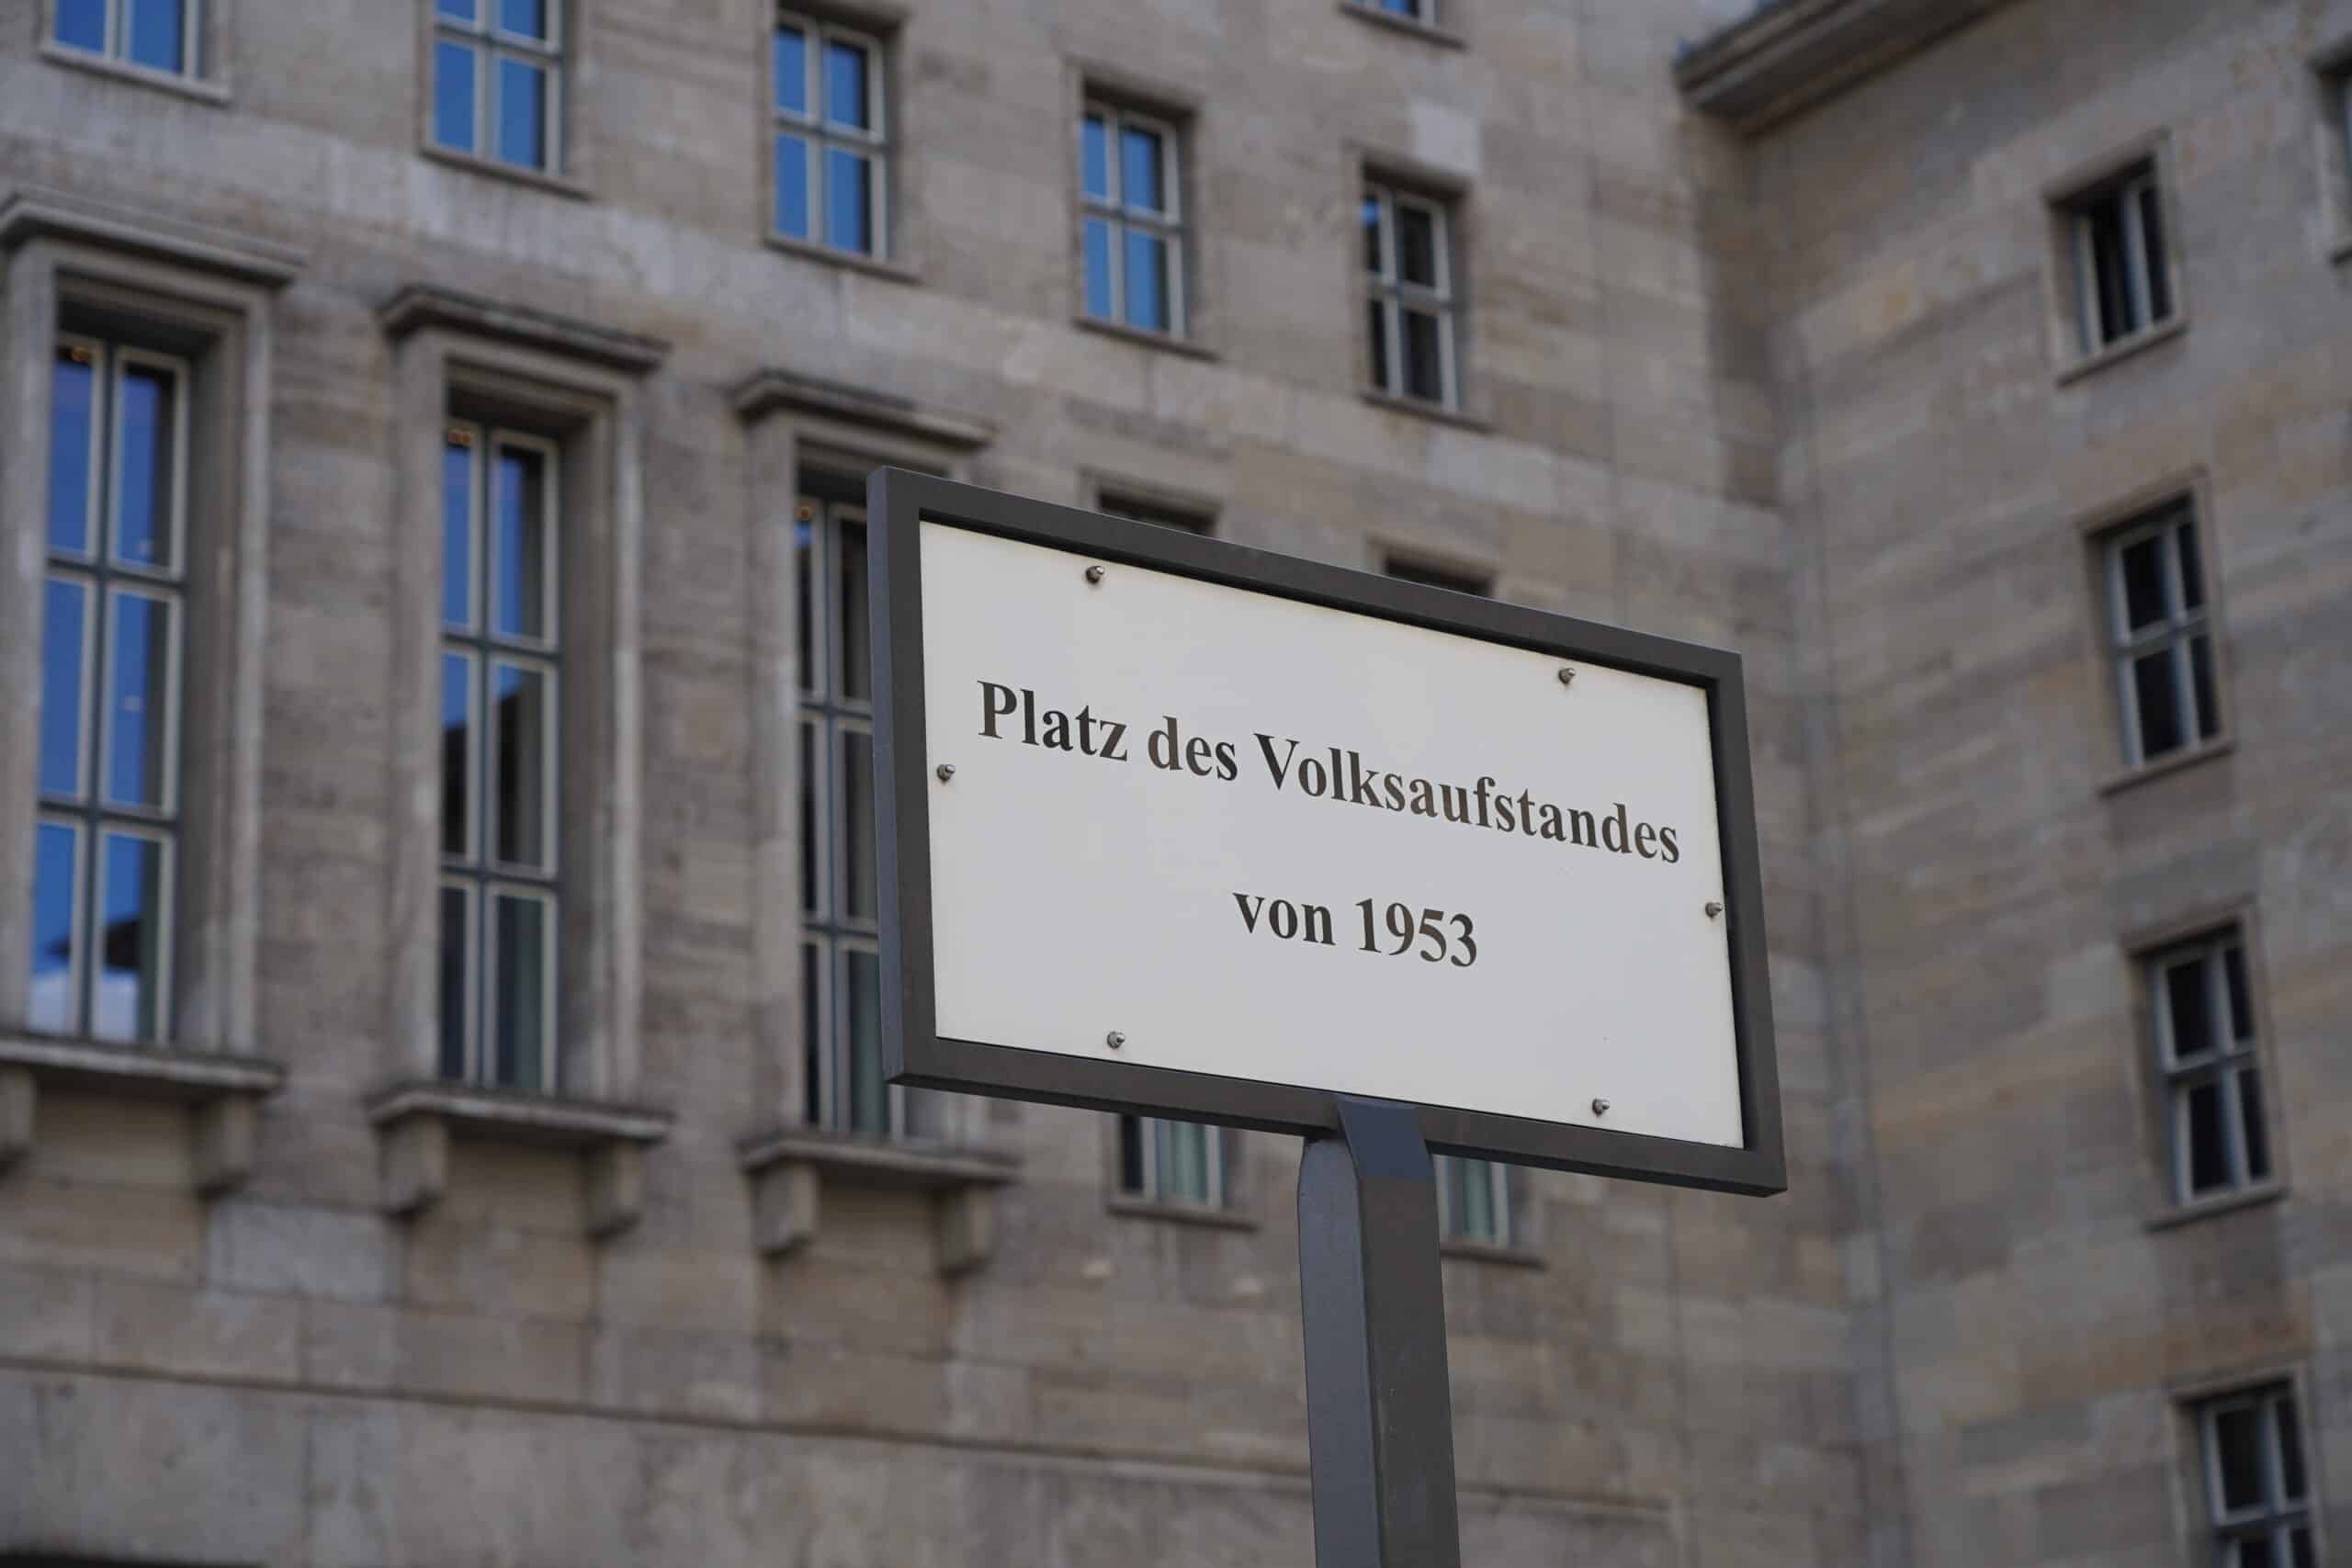 Platz des Volksaufstandes
von 1953